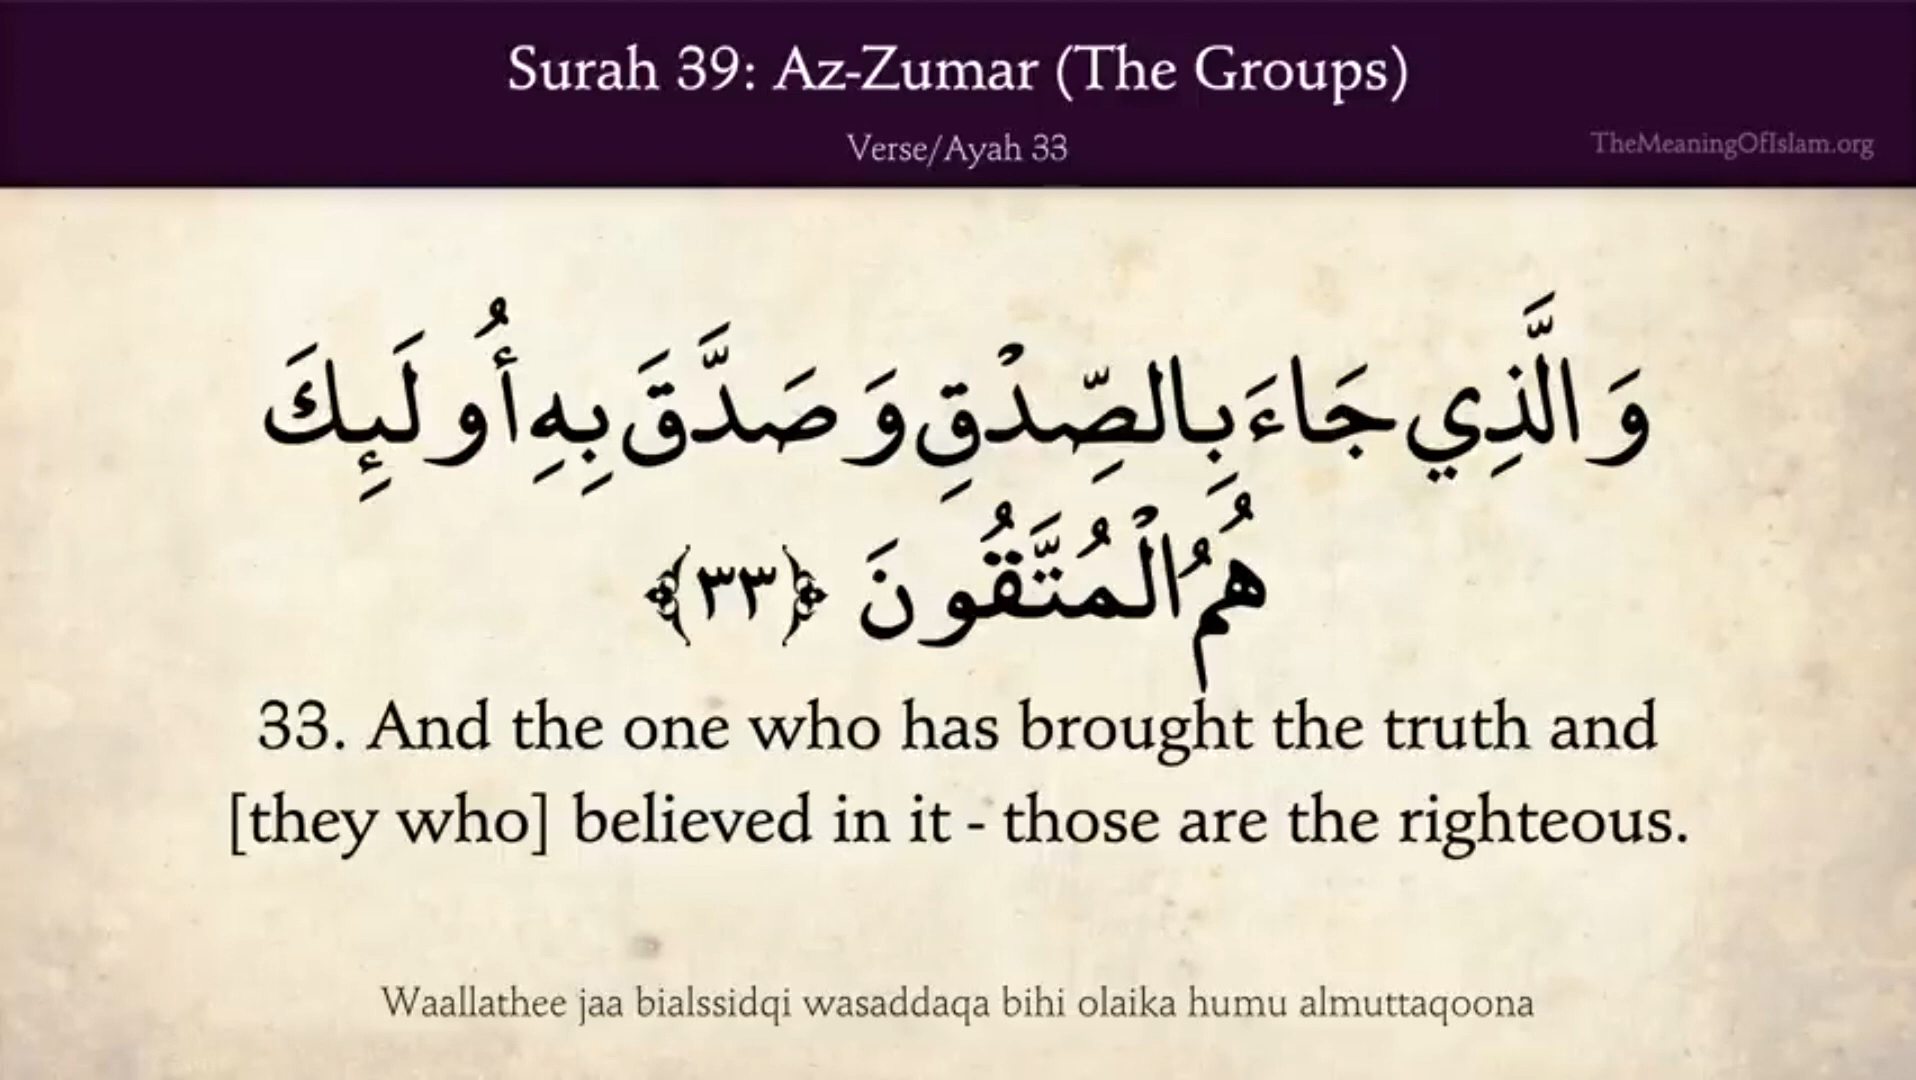 Surah 39: Az-Zumar (The Groups)
Verse/Ayah 33
TheMeaningOfIslam.org
وَالَّذِي جَاءَ بِالصِّدْقِ وَصَدَّقَ بِهِ أُولَئِكَ
هُمُ الْمُتَّقُونَ ﴿٣٣﴾
33. And the one who has brought the truth and
[they who] believed in it - those are the righteous.
Waallathee jaa bialssidqi wasaddaqa bihi olaika humu almuttaqoona